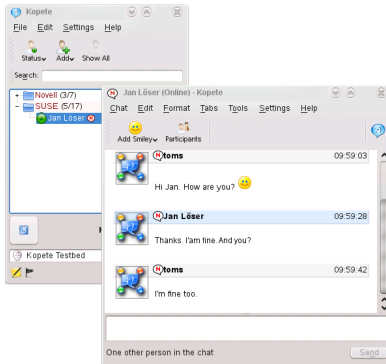 Kopete
File Edit Settings Help
Status Add Show All
Search:
Novell (3/7)
SUSE (5/17)
Jan Löser
Kopete Testbed
Jan Löser (Online) - Kopete
Chat Edit Format Tabs Tools Settings Help
Add Smiley Participants
toms 09:59:03
Hi Jan. How are you?
Jan Löser 09:59:28
Thanks. I'am fine. And you?
toms 09:59:42
I'm fine too.
One other person in the chat
Send